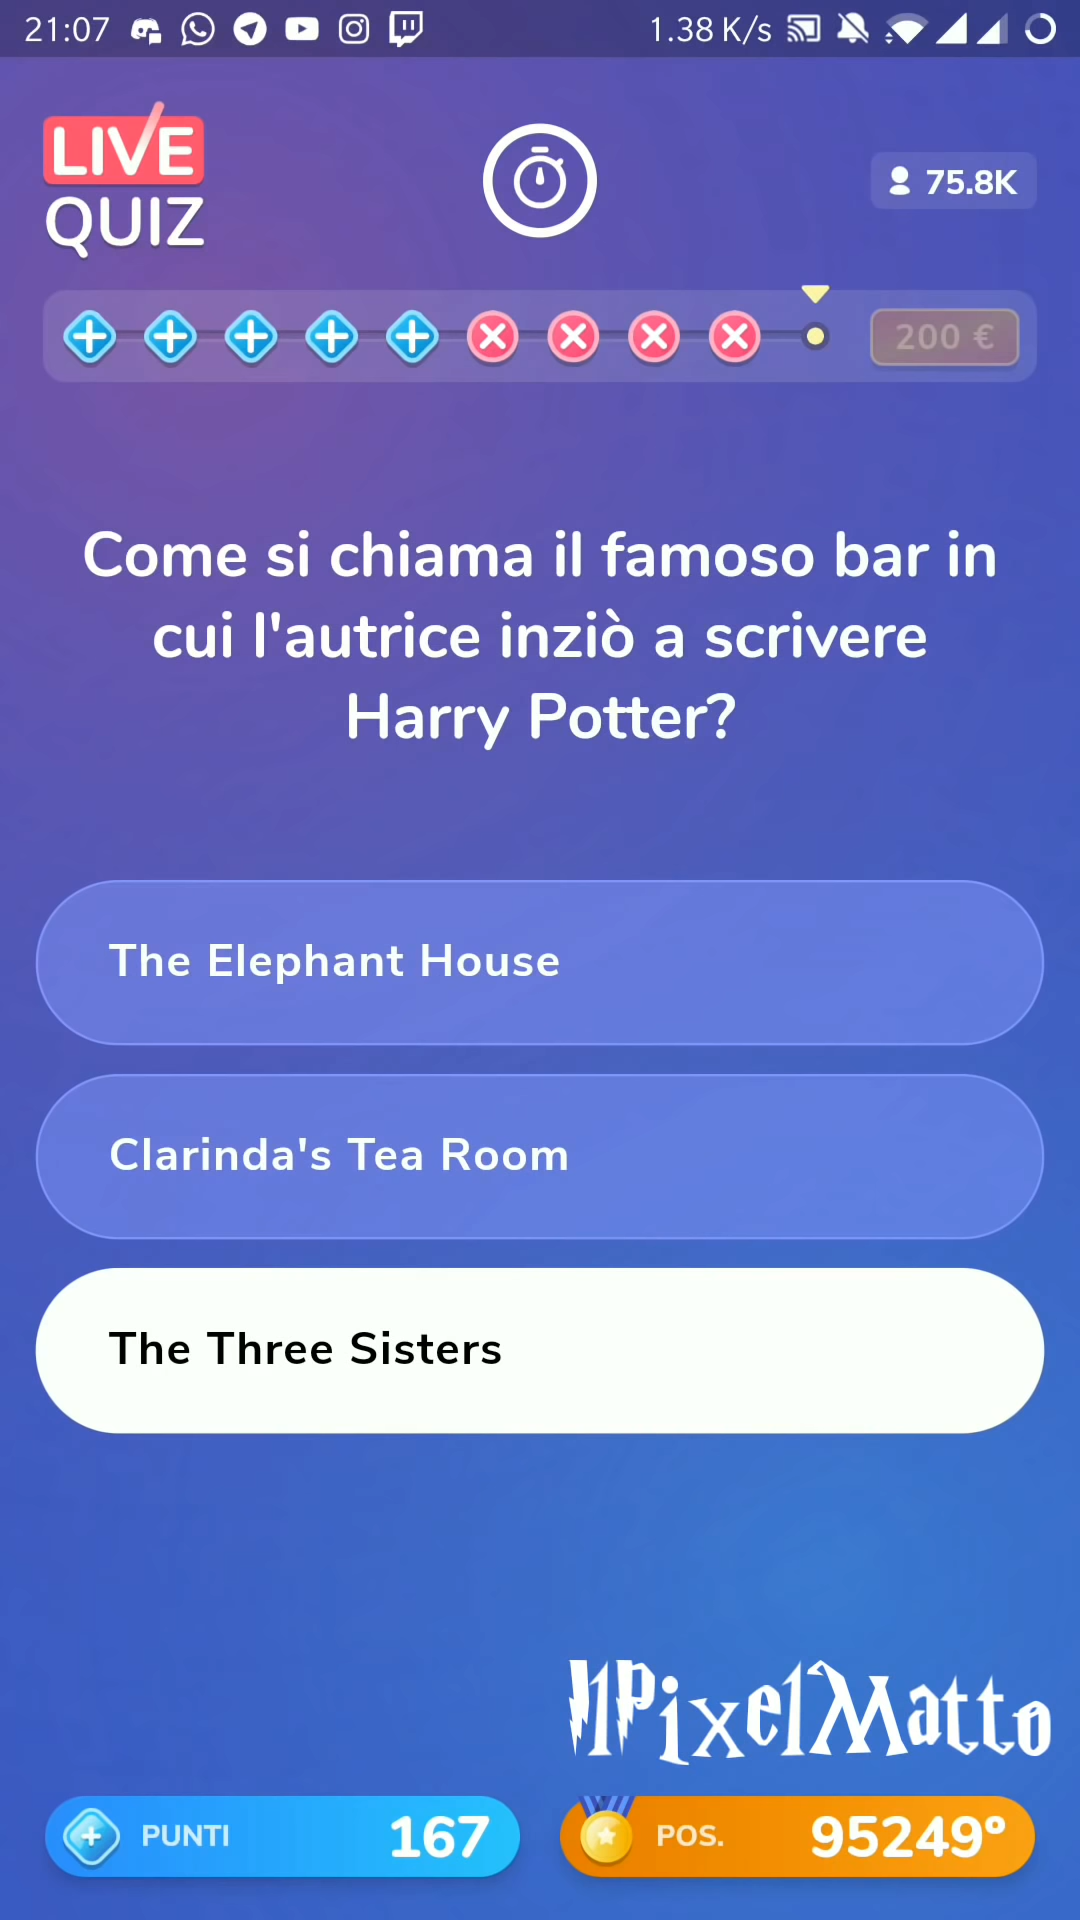 21:07
1.38 K/s
LIVE
QUIZ
75.8K
200 €
Come si chiama il famoso bar in
cui l'autrice inziò a scrivere
Harry Potter?
The Elephant House
Clarinda's Tea Room
The Three Sisters
IlPixelMatto
PUNTI 167
POS. 95249°